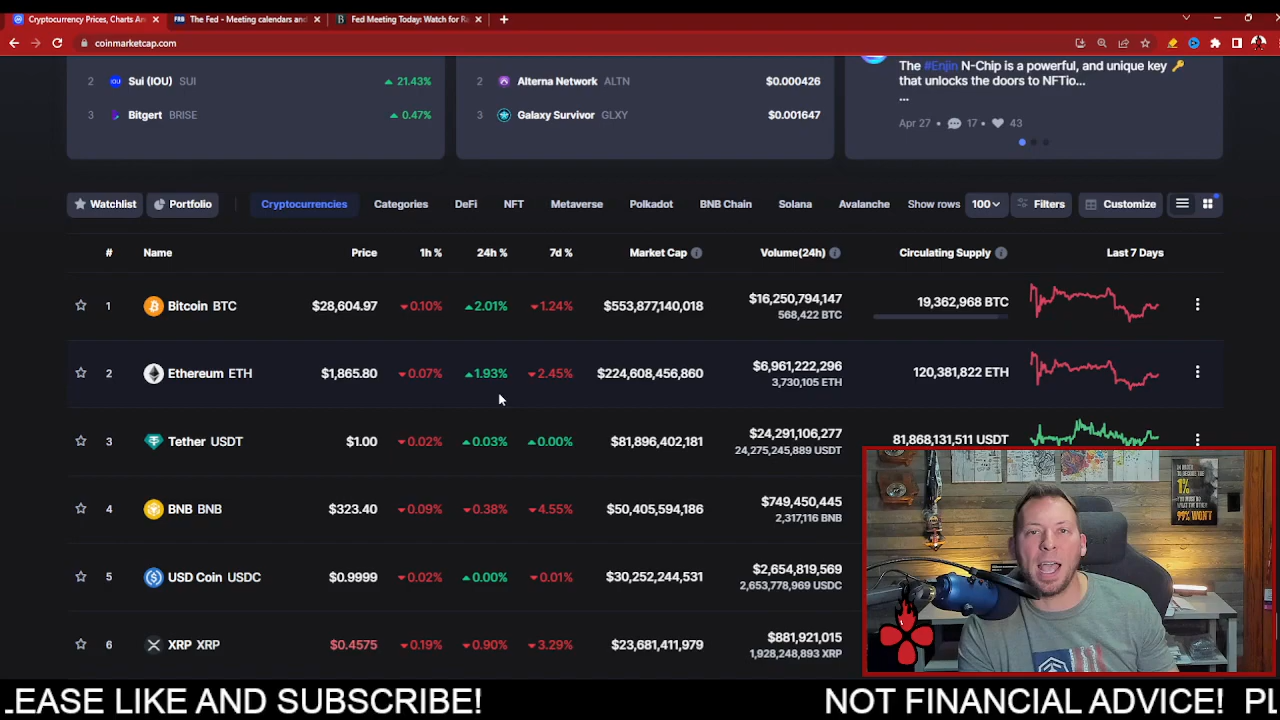 Cryptocurrency Prices, Charts An
The Fed - Meeting calendars and
Fed Meeting Today: Watch for Ra
coinmarketcap.com
2 Sui (IOU) SUI 21.43%
3 Bitgert BRISE 0.47%
2 Alterna Network ALTN $0.000426
3 Galaxy Survivor GLXY $0.001647
The #Enjin N-Chip is a powerful, and unique key
that unlocks the doors to NFTio...
...
Apr 27 • 17 • 43
Watchlist Portfolio Cryptocurrencies Categories DeFi NFT Metaverse Polkadot BNB Chain Solana Avalanche Show rows 100 Filters Customize
# Name Price 1h % 24h % 7d % Market Cap Volume(24h) Circulating Supply Last 7 Days
1 Bitcoin BTC $28,604.97 0.10% 2.01% 1.24% $553,877,140,018 $16,250,794,147 19,362,968 BTC
568,422 BTC
2 Ethereum ETH $1,865.80 0.07% 1.93% 2.45% $224,608,456,860 $6,961,222,296 120,381,822 ETH
3,730,105 ETH
3 Tether USDT $1.00 0.02% 0.03% 0.00% $81,896,402,181 $24,291,106,277 81,868,131,511 USDT
24,275,245,889 USDT
4 BNB BNB $323.40 0.09% 0.38% 4.55% $50,405,594,186 $749,450,445
2,317,116 BNB
5 USD Coin USDC $0.9999 0.02% 0.00% 0.01% $30,252,244,531 $2,654,819,569
2,653,778,969 USDC
6 XRP XRP $0.4575 0.19% 0.90% 3.29% $23,681,411,979 $881,921,015
1,928,248,893 XRP
1%
99% WON'T
LEASE LIKE AND SUBSCRIBE! NOT FINANCIAL ADVICE! PL